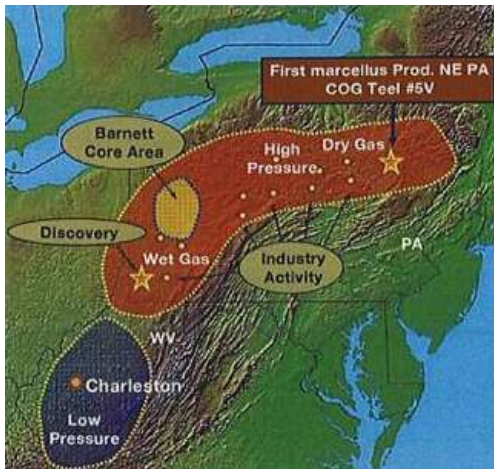 First marcellus Prod. NE PA
COG Teel #5V
Barnett
Core Area
High
Pressure
Dry Gas
Discovery
Wet Gas
Industry
Activity
PA
WV
Charleston
Low
Pressure